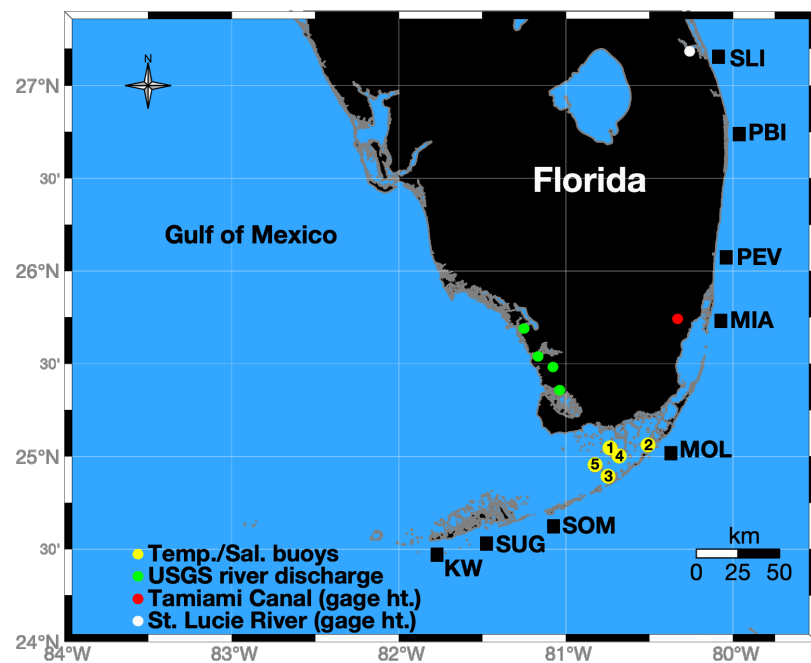 N
SLI
27°N
PBI
30'
Florida
Gulf of Mexico
PEV
26°N
MIA
30'
1
2
4
5
3
MOL
25°N
SOM
SUG
KW
km
0 25 50
30'
Temp./Sal. buoys
USGS river discharge
Tamiami Canal (gage ht.)
St. Lucie River (gage ht.)
24°N
84°W 83°W 82°W 81°W 80°W